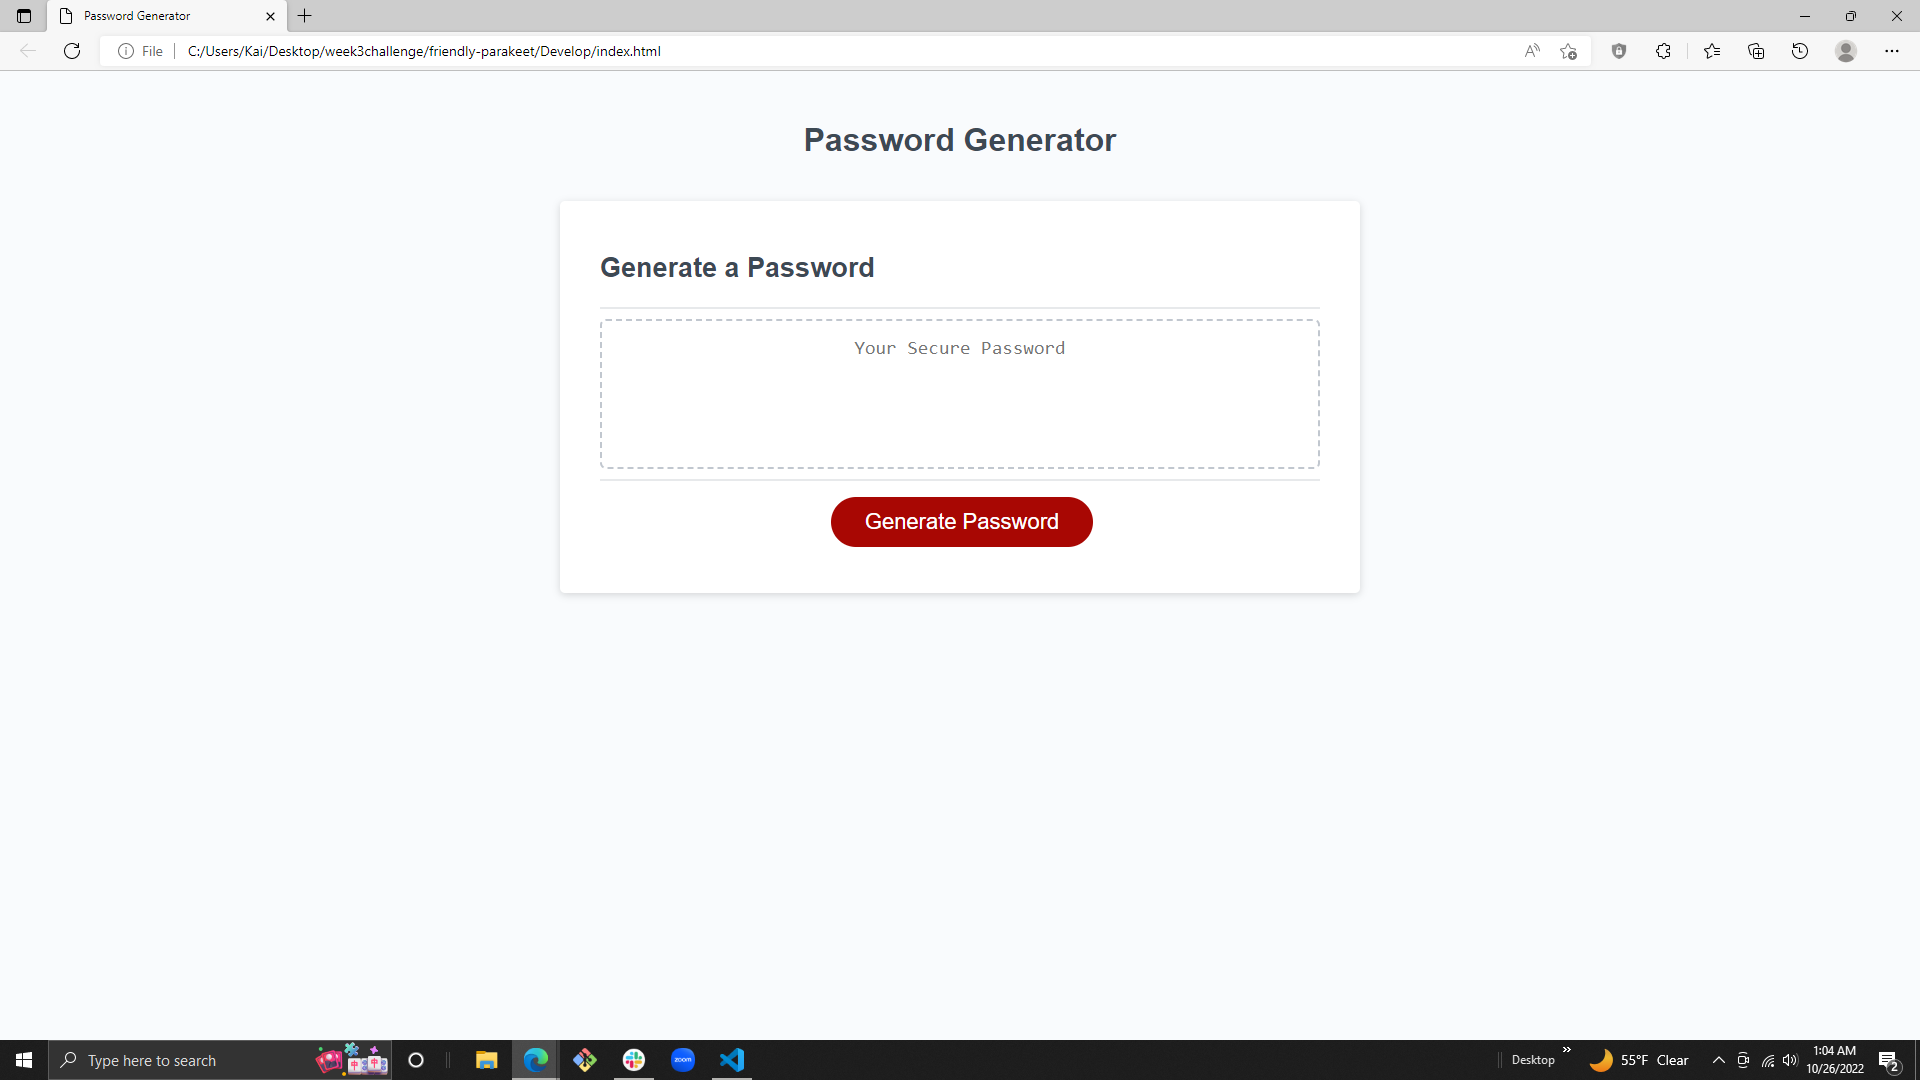 Password Generator
File
C:/Users/Kai/Desktop/week3challenge/friendly-parakeet/Develop/index.html
Password Generator
Generate a Password
Your Secure Password
Generate Password
Type here to search
zoom
Desktop
55°F Clear
1:04 AM
10/26/2022
2